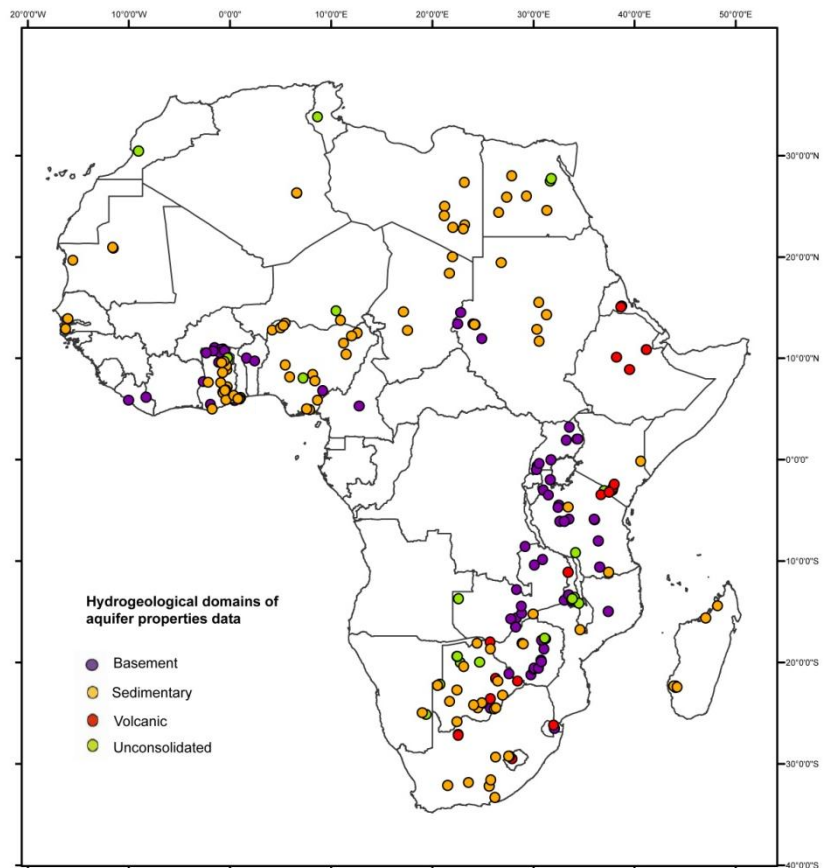 20°0'0"W 10°0'0"W 0°0'0" 10°0'0"E 20°0'0"E 30°0'0"E 40°0'0"E 50°0'0"E
30°0'0"N
20°0'0"N
10°0'0"N
0°0'0"
10°0'0"S
20°0'0"S
30°0'0"S
40°0'0"S
Hydrogeological domains of
aquifer properties data
Basement
Sedimentary
Volcanic
Unconsolidated